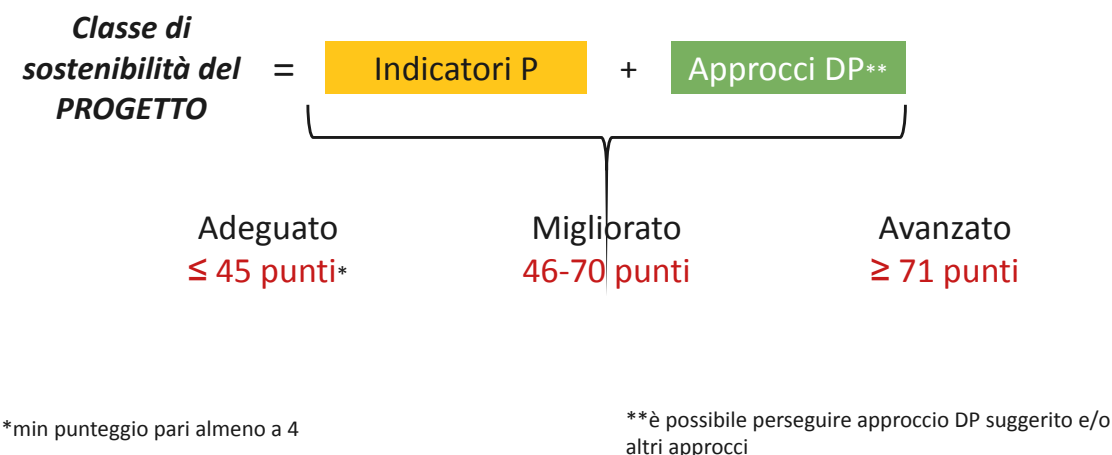 Classe di
sostenibilità del
PROGETTO
=
Indicatori P
+
Approcci DP**
Adeguato
≤ 45 punti*
Migliorato
46-70 punti
Avanzato
≥ 71 punti
*min punteggio pari almeno a 4
**è possibile perseguire approccio DP suggerito e/o
altri approcci